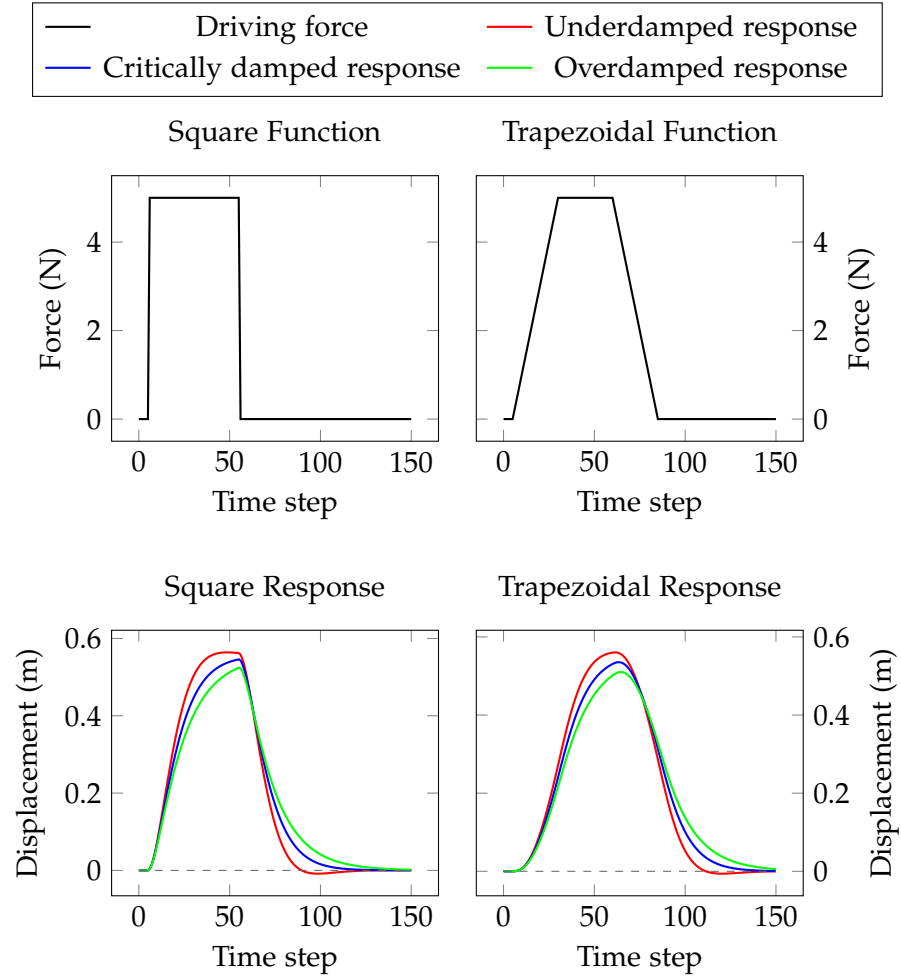 Driving force
Underdamped response
Critically damped response
Overdamped response
Square Function
Trapezoidal Function
Force (N)
4
2
0
0 50 100 150
Time step
4
2
0
Force (N)
0 50 100 150
Time step
Square Response
Trapezoidal Response
Displacement (m)
0.6
0.4
0.2
0
0 50 100 150
Time step
0.6
0.4
0.2
0
Displacement (m)
0 50 100 150
Time step